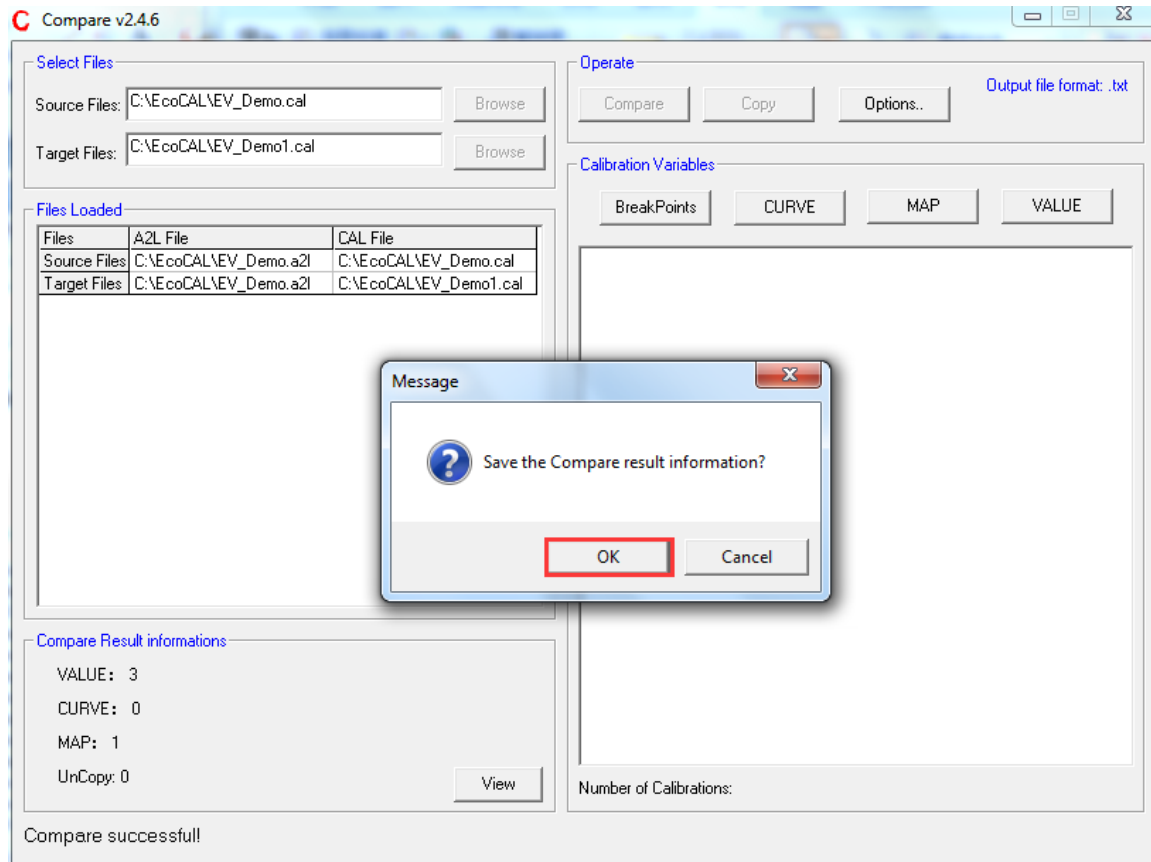 C Compare v2.4.6
Select Files
Source Files: C:\EcoCAL\EV_Demo.cal Browse
Target Files: C:\EcoCAL\EV_Demo1.cal Browse
Operate
Compare Copy Options.. Output file format: .txt
Files Loaded
Files A2L File CAL File
Source Files C:\EcoCAL\EV_Demo.a2l C:\EcoCAL\EV_Demo.cal
Target Files C:\EcoCAL\EV_Demo.a2l C:\EcoCAL\EV_Demo1.cal
Calibration Variables
BreakPoints CURVE MAP VALUE
Message
Save the Compare result information?
OK Cancel
Compare Result informations
VALUE: 3
CURVE: 0
MAP: 1
UnCopy: 0
View
Number of Calibrations:
Compare successful!